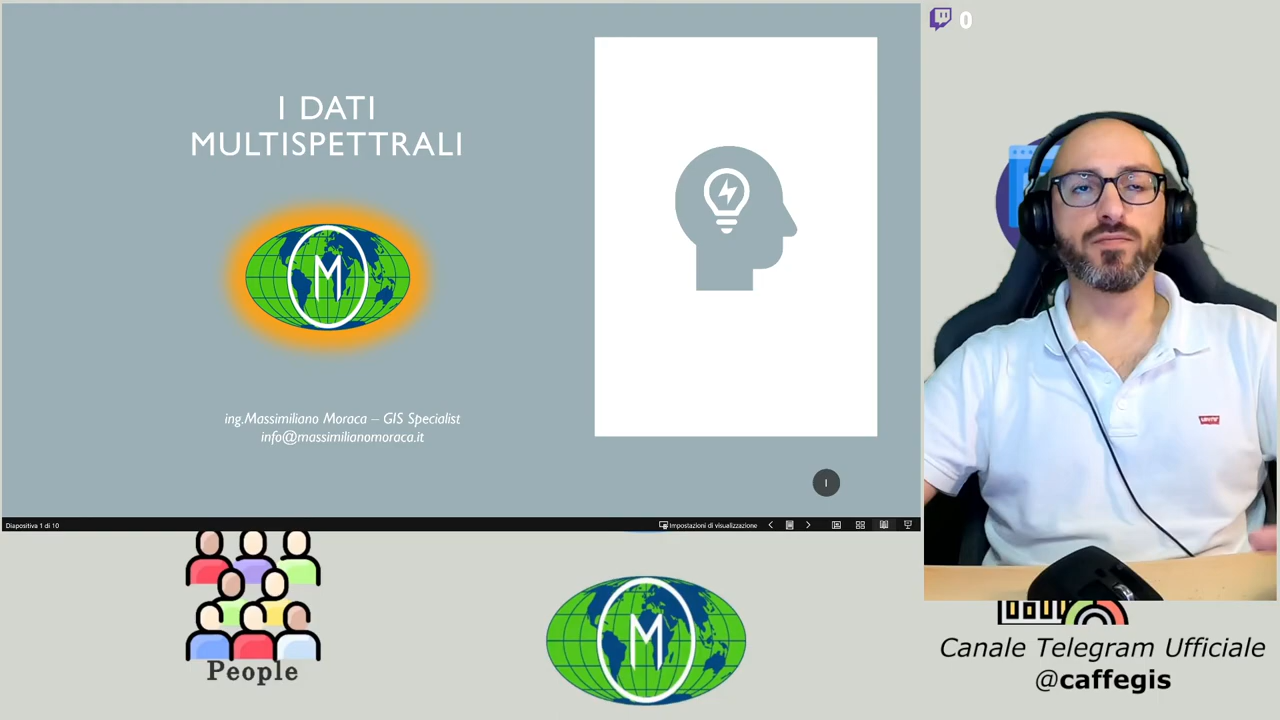 I DATI
MULTISPETTRALI
M
ing.Massimiliano Moraca – GIS Specialist
info@massimilianomoraca.it
1
Diapositiva 1 di 10
Impostazioni di visualizzazione
0
LEVI'S
People
M
Canale Telegram Ufficiale
@caffegis